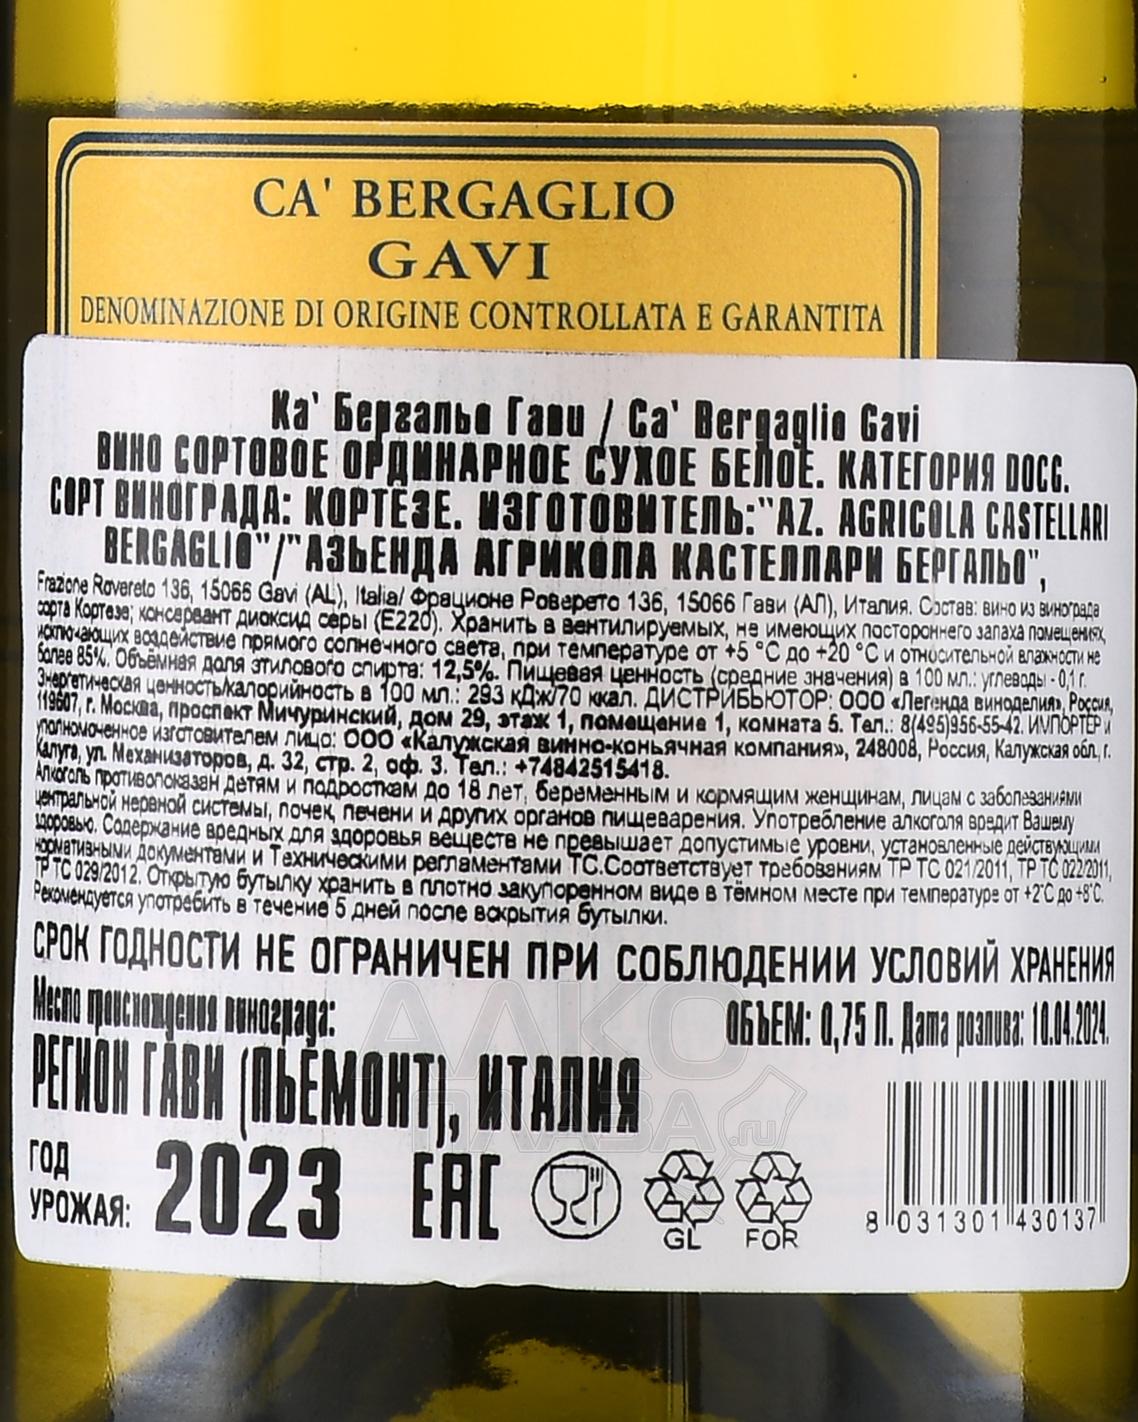 CA' BERGAGLIO
GAVI
DENOMINAZIONE DI ORIGINE CONTROLLATA E GARANTITA
Ка' Бергальо Гави / Ca' Bergaglio Gavi
ВИНО СОРТОВОЕ ОРДИНАРНОЕ СУХОЕ БЕЛОЕ. КАТЕГОРИЯ DOCG.
СОРТ ВИНОГРАДА: КОРТЕЗЕ. ИЗГОТОВИТЕЛЬ:"AZ. AGRICOLA CASTELLARI
BERGAGLIO"/"АЗЬЕНДА АГРИКОЛА КАСТЕЛЛАРИ БЕРГАЛЬО",
Frazione Rovereto 136, 15066 Gavi (AL), Italia/ Фрационе Роверето 136, 15066 Гави (АЛ), Италия. Состав: вино из винограда
сорта Кортезе; консервант диоксид серы (Е220). Хранить в вентилируемых, не имеющих постороннего запаха помещениях,
исключающих воздействие прямого солнечного света, при температуре от +5 °С до +20 °С и относительной влажности не
более 85%. Объёмная доля этилового спирта: 12,5%. Пищевая ценность (средние значения) в 100 мл.: углеводы - 0,1 г.
Энергетическая ценность/калорийность в 100 мл.: 293 кДж/70 ккал. ДИСТРИБЬЮТОР: ООО «Легенда виноделия», Россия,
119607, г. Москва, проспект Мичуринский, дом 29, этаж 1, помещение 1, комната 5. Тел.: 8(495)956-55-42. ИМПОРТЕР и
уполномоченное изготовителем лицо: ООО «Калужская винно-коньячная компания», 248008, Россия, Калужская обл., г.
Калуга, ул. Механизаторов, д. 32, стр. 2, оф. 3. Тел.: +74842515418.
Алкоголь противопоказан детям и подросткам до 18 лет, беременным и кормящим женщинам, лицам с заболеваниями
центральной нервной системы, почек, печени и других органов пищеварения. Употребление алкоголя вредит Вашему
здоровью. Содержание вредных для здоровья веществ не превышает допустимые уровни, установленные действующими
нормативными документами и Техническими регламентами ТС.Соответствует требованиям ТР ТС 021/2011, ТР ТС 022/2011,
ТР ТС 029/2012. Открытую бутылку хранить в плотно закупоренном виде в тёмном месте при температуре от +2°С до +8°С.
Рекомендуется употребить в течение 5 дней после вскрытия бутылки.
СРОК ГОДНОСТИ НЕ ОГРАНИЧЕН ПРИ СОБЛЮДЕНИИ УСЛОВИЙ ХРАНЕНИЯ
Место происхождения винограда:
ОБЪЕМ: 0,75 Л. Дата розлива: 10.04.2024.
РЕГИОН ГАВИ (ПЬЕМОНТ), ИТАЛИЯ
АЛКО
ПЛАЗА.ru
ГОД
УРОЖАЯ: 2023 EAC
GL FOR
8 031301 430137